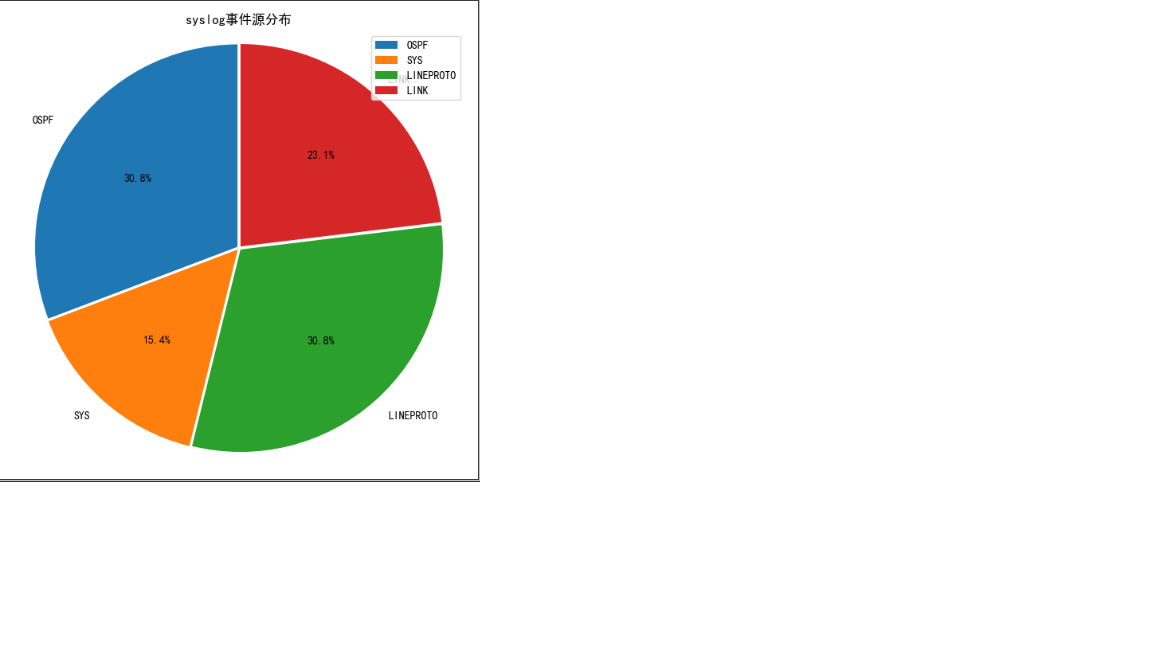 syslog事件源分布
OSPF
SYS
LINEPROTO
LINK
LINK
OSPF
23.1%
30.8%
15.4%
30.8%
SYS
LINEPROTO